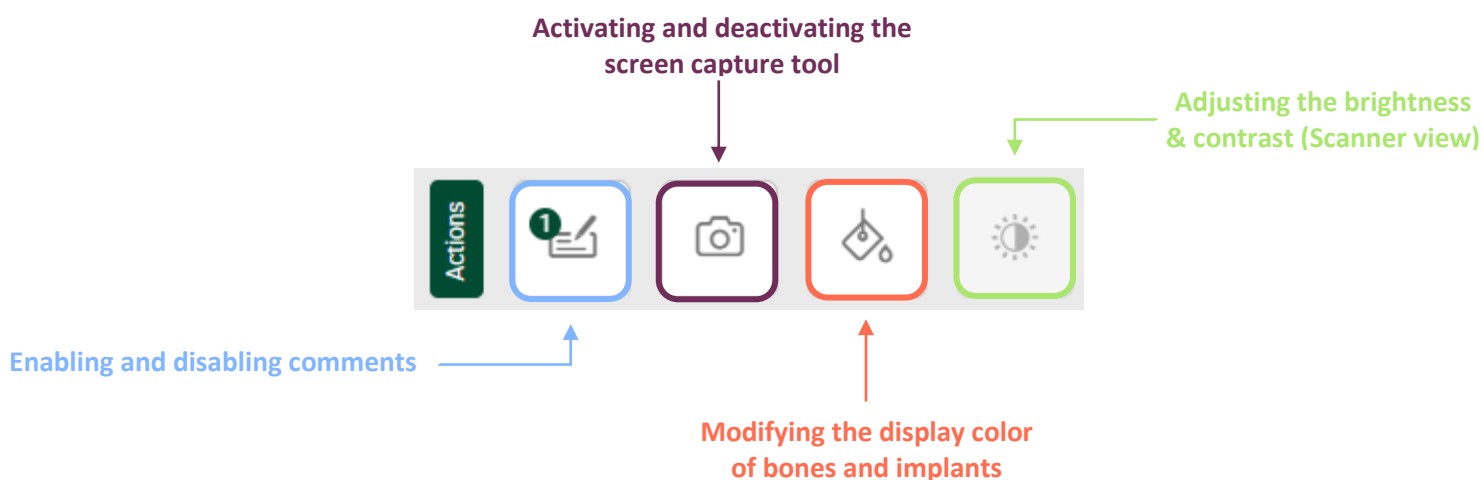 Activating and deactivating the
screen capture tool
Adjusting the brightness
& contrast (Scanner view)
Actions
1
Enabling and disabling comments
Modifying the display color
of bones and implants